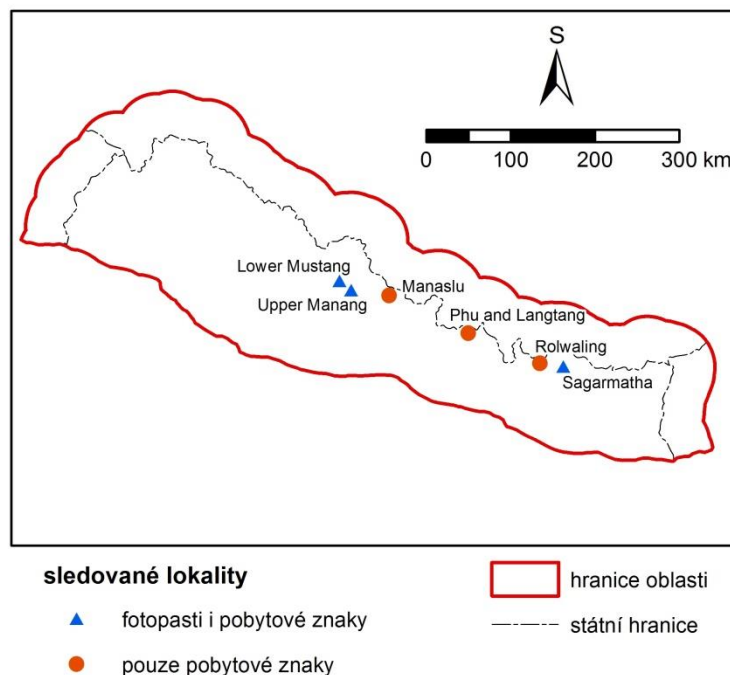 S
0 100 200 300 km
Lower Mustang
Upper Manang
Manaslu
Phu and Langtang
Rolwaling
Sagarmatha
sledované lokality
fotopasti i pobytové znaky
pouze pobytové znaky
hranice oblasti
státní hranice